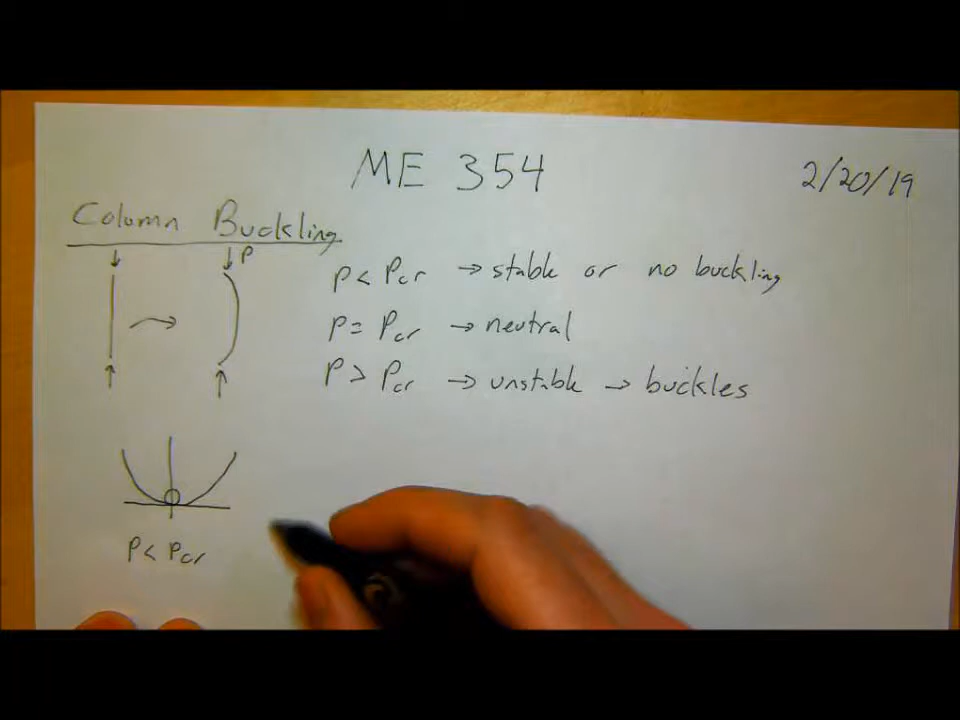 ME 354
2/20/19
Column Buckling
P
P < Pcr → stable or no buckling
P = Pcr → neutral
P > Pcr → unstable → buckles
P < Pcr